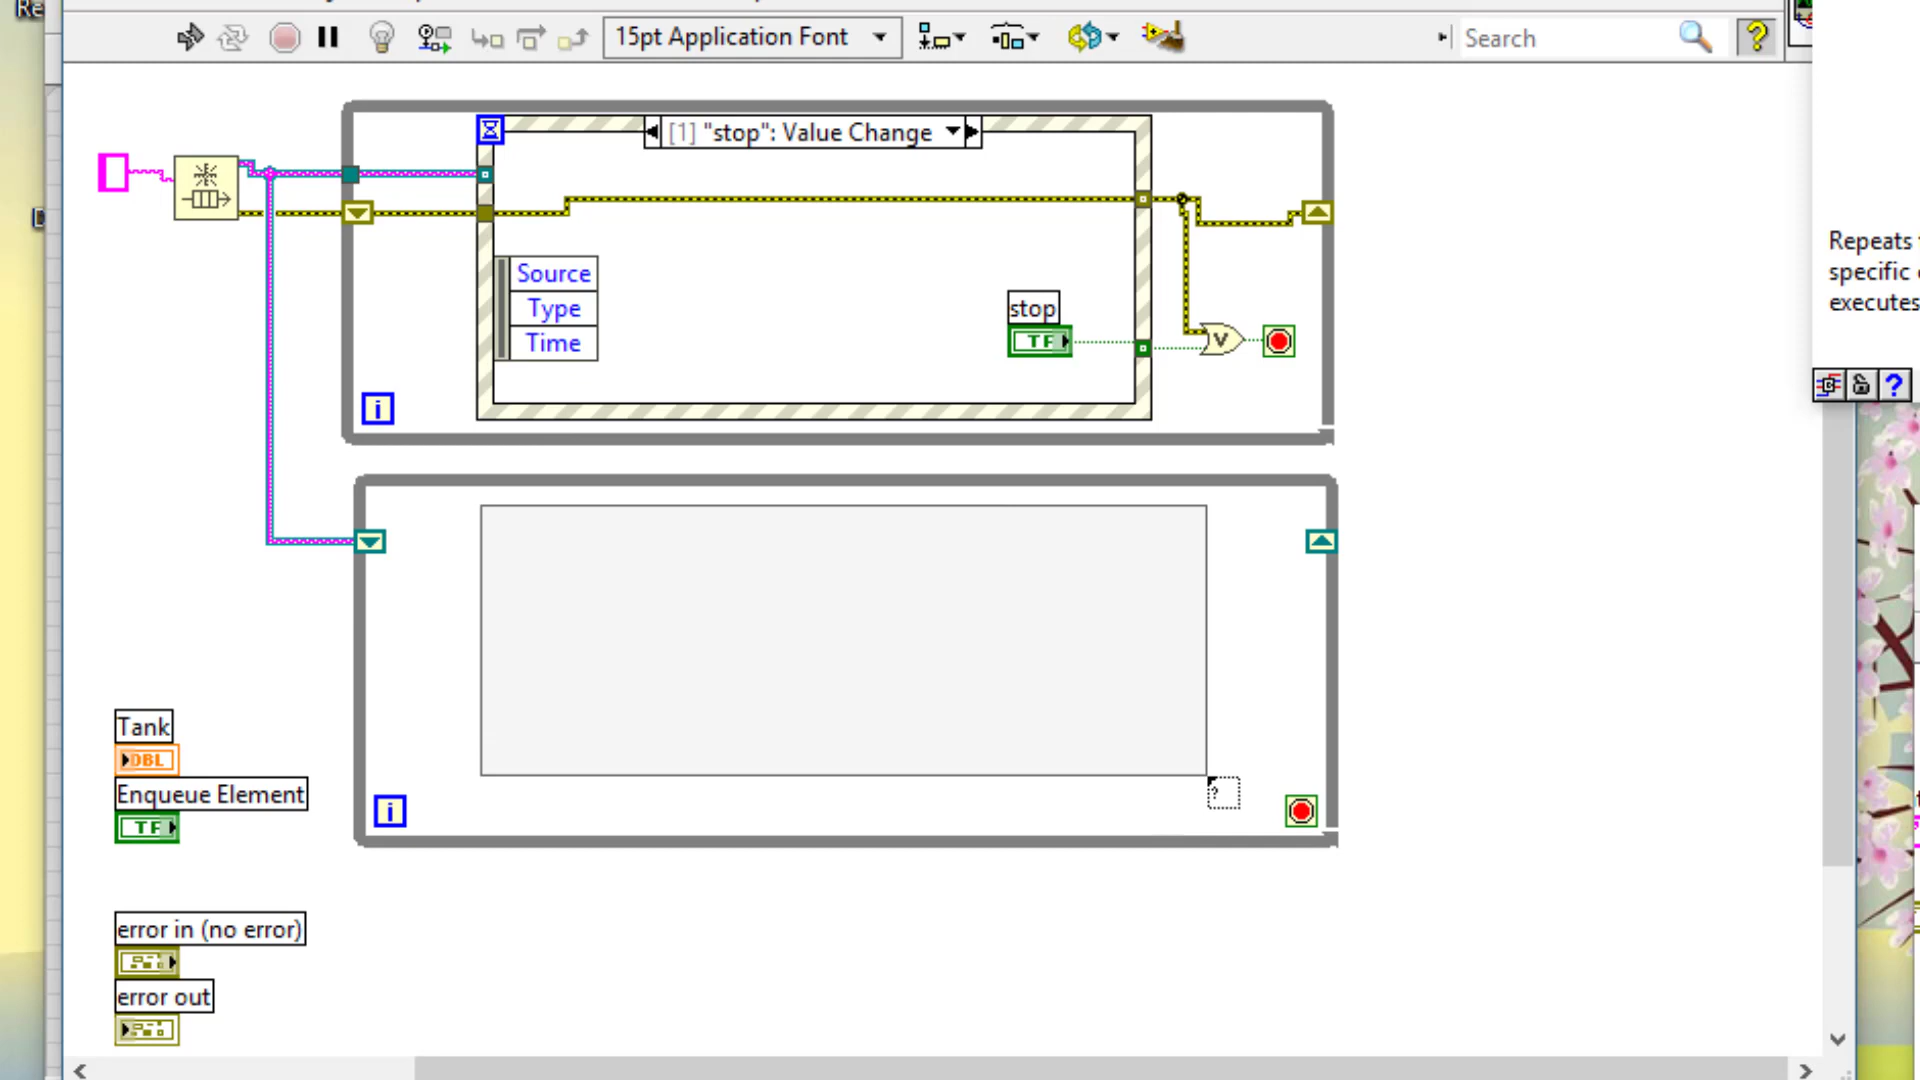 Re
15pt Application Font
Search
?
[1] "stop": Value Change
Source
Type
Time
stop
TF
V
i
Repeats
specific
executes
?
Tank
DBL
Enqueue Element
TF
?
i
error in (no error)
error out